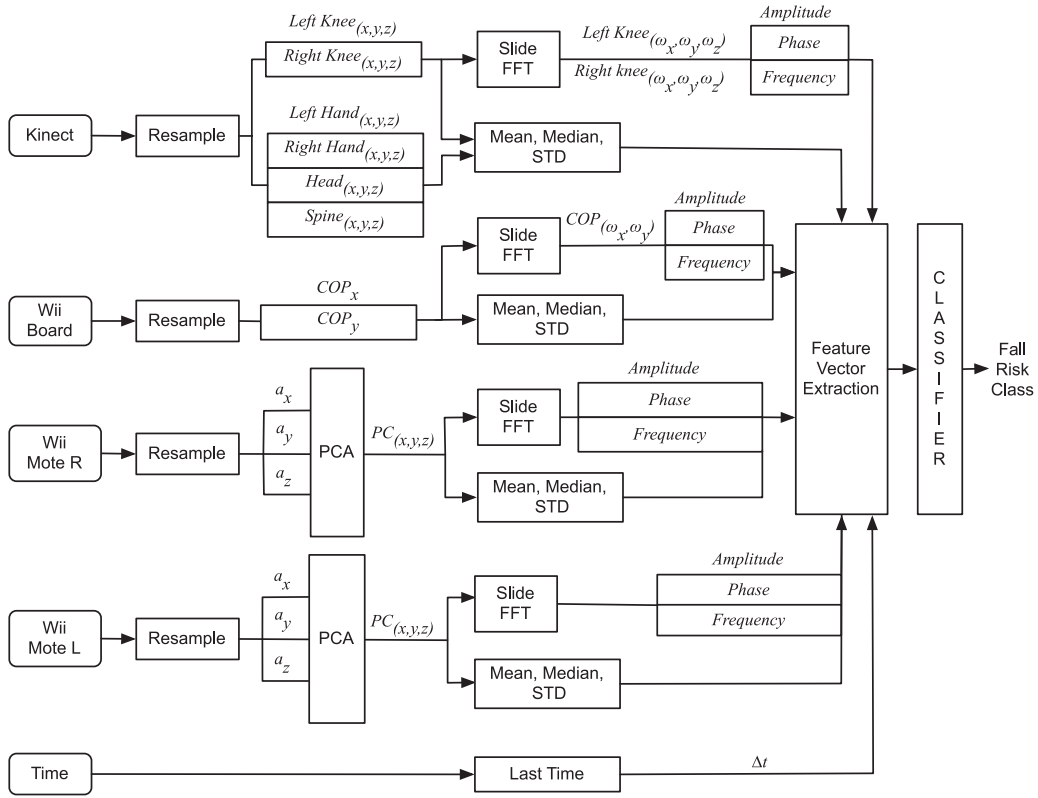 Kinect
Resample
Left Knee(x,y,z)
Right Knee(x,y,z)
Left Hand(x,y,z)
Right Hand(x,y,z)
Head(x,y,z)
Spine(x,y,z)
Slide
FFT
Left Knee(ωx,ωy,ωz)
Right knee(ωx,ωy,ωz)
Amplitude
Phase
Frequency
Mean, Median,
STD
Wii
Board
Resample
COPx
COPy
Slide
FFT
COP(ωx,ωy)
Amplitude
Phase
Frequency
Mean, Median,
STD
Wii
Mote R
Resample
ax
ay
az
PCA
PC(x,y,z)
Slide
FFT
Amplitude
Phase
Frequency
Mean, Median,
STD
Wii
Mote L
Resample
ax
ay
az
PCA
PC(x,y,z)
Slide
FFT
Amplitude
Phase
Frequency
Mean, Median,
STD
Time
Last Time
Δt
Feature
Vector
Extraction
CLASSIFIER
Fall
Risk
Class